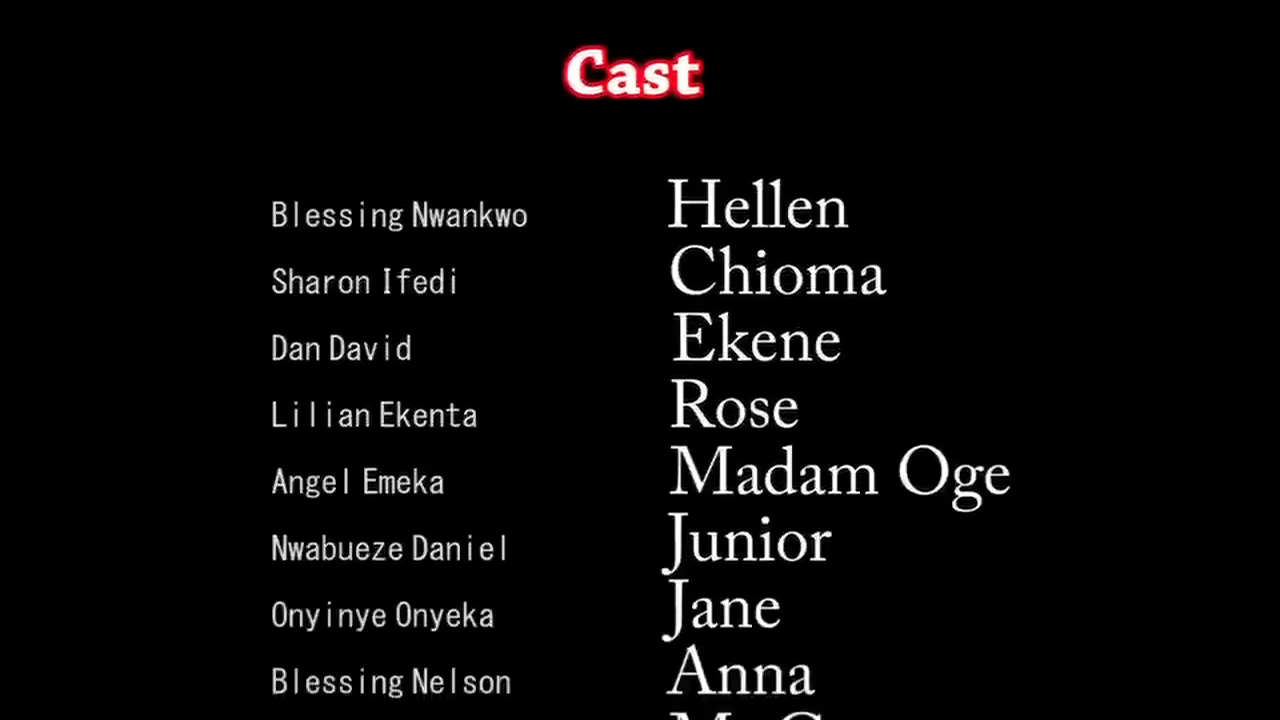 Cast
Blessing Nwankwo Hellen
Sharon Ifedi Chioma
Dan David Ekene
Lilian Ekenta Rose
Angel Emeka Madam Oge
Nwabueze Daniel Junior
Onyinye Onyeka Jane
Blessing Nelson Anna